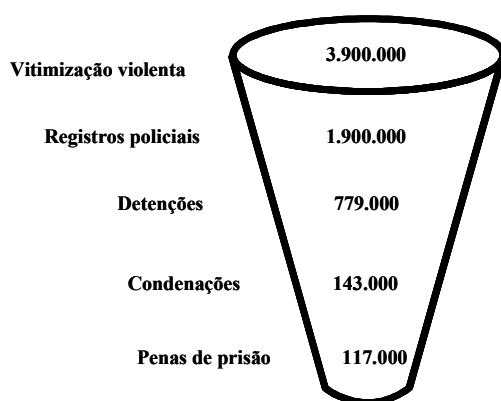 Vitimização violenta 3.900.000
Registros policiais 1.900.000
Detenções 779.000
Condenações 143.000
Penas de prisão 117.000